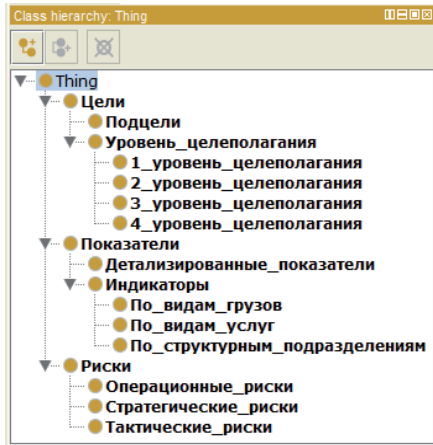 Class hierarchy: Thing
Thing
Цели
Подцели
Уровень_целеполагания
1_уровень_целеполагания
2_уровень_целеполагания
3_уровень_целеполагания
4_уровень_целеполагания
Показатели
Детализированные_показатели
Индикаторы
По_видам_грузов
По_видам_услуг
По_структурным_подразделениям
Риски
Операционные_риски
Стратегические_риски
Тактические_риски